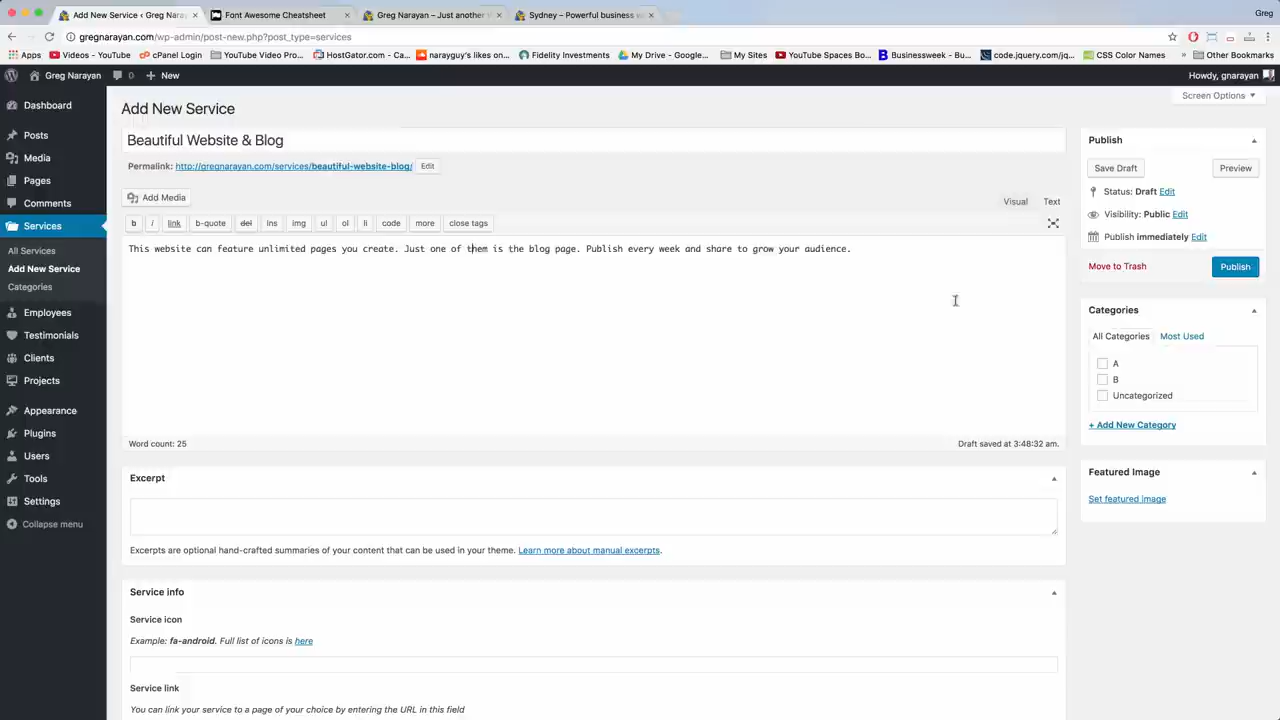 Add New Service ‹ Greg Nara
Font Awesome Cheatsheet
Greg Narayan – Just another
Sydney – Powerful business
Greg
gregnarayan.com/wp-admin/post-new.php?post_type=services
Apps
Videos - YouTube
cPanel Login
YouTube Video Pro...
HostGator.com - Ca...
narayguy's likes on...
Fidelity Investments
My Drive - Google...
My Sites
YouTube Spaces Bo...
Businessweek - Bu...
code.jquery.com/jq...
CSS Color Names
»
Other Bookmarks
Greg Narayan
0
New
Howdy, gnarayan
Screen Options
Dashboard
Posts
Media
Pages
Comments
Services
All Services
Add New Service
Categories
Employees
Testimonials
Clients
Projects
Appearance
Plugins
Users
Tools
Settings
Collapse menu
Add New Service
Beautiful Website & Blog
Permalink: http://gregnarayan.com/services/beautiful-website-blog/ Edit
Add Media
Visual
Text
b i link b-quote del ins img ul ol li code more close tags
This website can feature unlimited pages you create. Just one of them is the blog page. Publish every week and share to grow your audience.
Word count: 25
Draft saved at 3:48:32 am.
Excerpt
Excerpts are optional hand-crafted summaries of your content that can be used in your theme. Learn more about manual excerpts.
Service info
Service icon
Example: fa-android. Full list of icons is here
Service link
You can link your service to a page of your choice by entering the URL in this field
Publish
Save Draft
Preview
Status: Draft Edit
Visibility: Public Edit
Publish immediately Edit
Move to Trash
Publish
Categories
All Categories
Most Used
A
B
Uncategorized
+ Add New Category
Featured Image
Set featured image